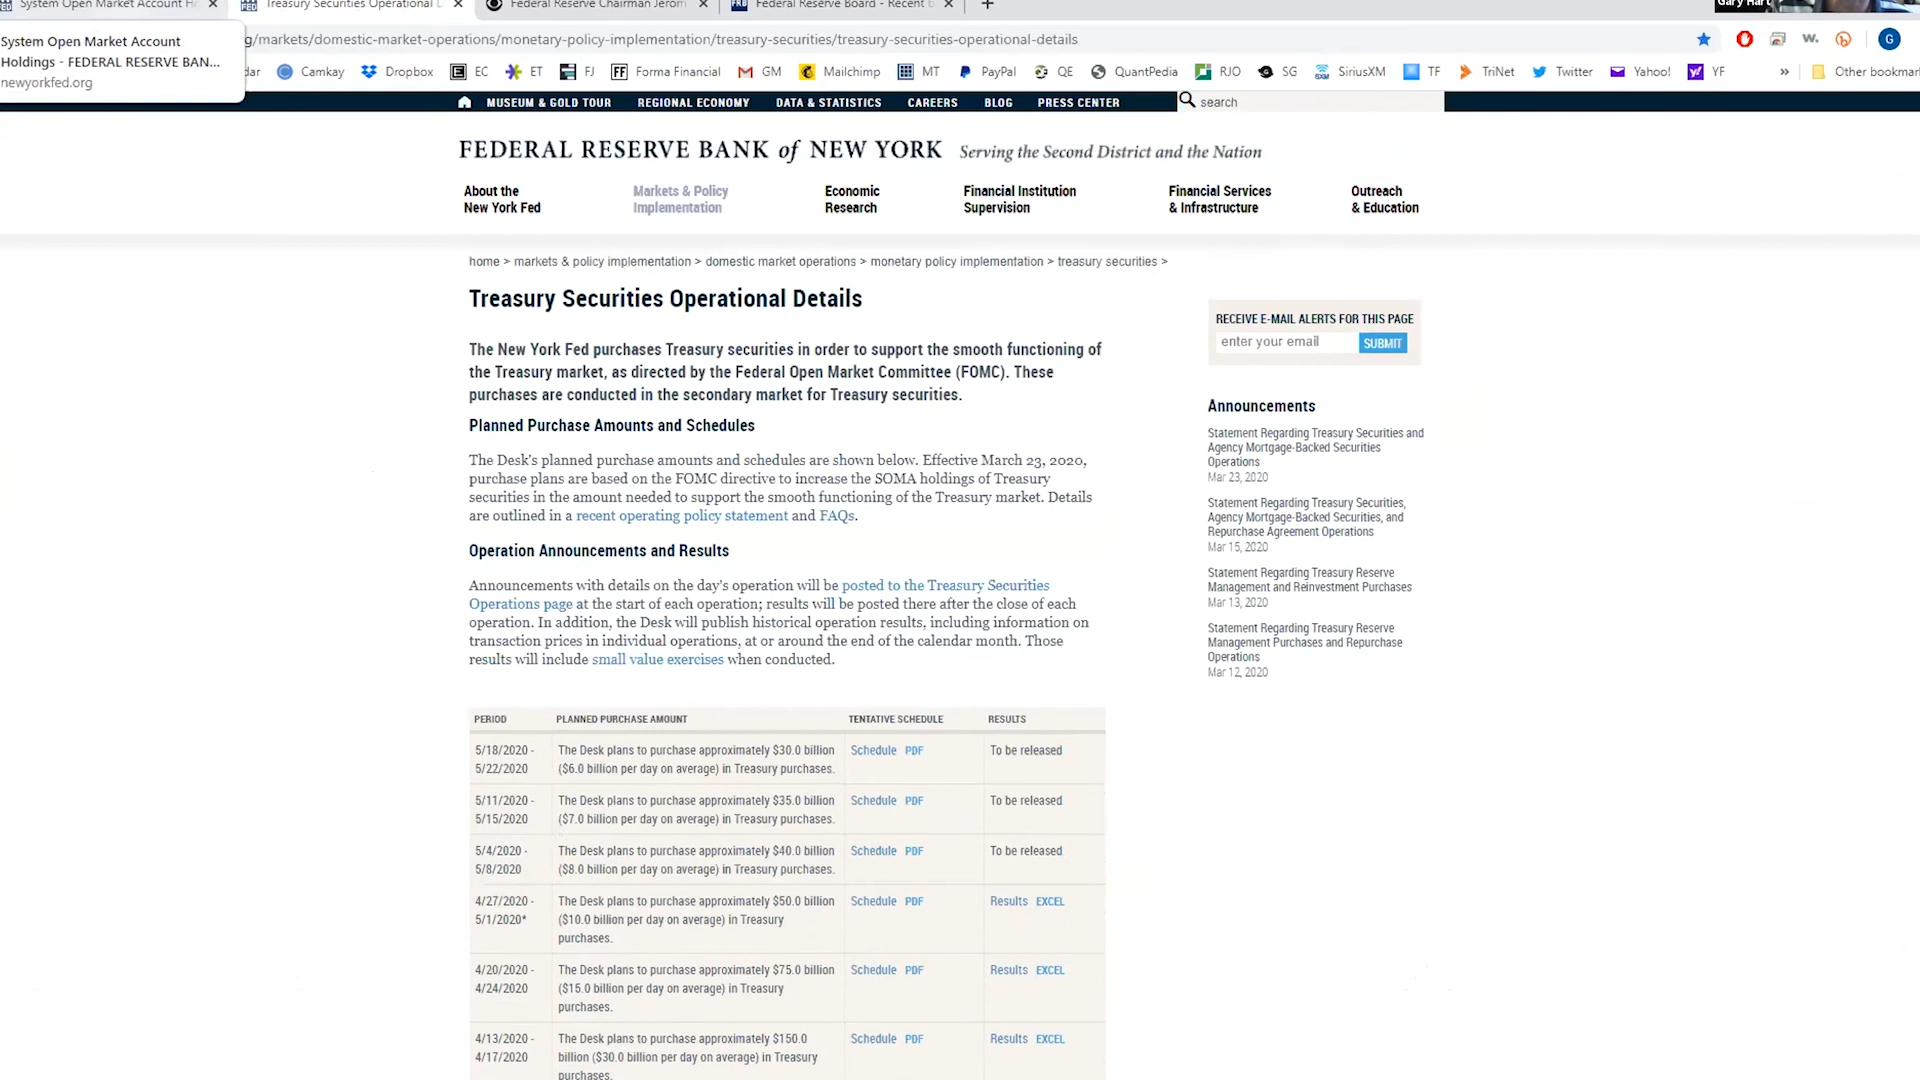 System Open Market Account H
Treasury Securities Operational D
Federal Reserve Chairman Jerom
Federal Reserve Board - Recent b
Gary Hart
System Open Market Account
Holdings - FEDERAL RESERVE BAN...
newyorkfed.org
g/markets/domestic-market-operations/monetary-policy-implementation/treasury-securities/treasury-securities-operational-details
dar Camkay Dropbox EC ET FJ Forma Financial GM Mailchimp MT PayPal QE QuantPedia RJO SG SiriusXM TF TriNet Twitter Yahoo! YF » Other bookmar
MUSEUM & GOLD TOUR REGIONAL ECONOMY DATA & STATISTICS CAREERS BLOG PRESS CENTER search
FEDERAL RESERVE BANK of NEW YORK Serving the Second District and the Nation
About the
New York Fed
Markets & Policy
Implementation
Economic
Research
Financial Institution
Supervision
Financial Services
& Infrastructure
Outreach
& Education
home > markets & policy implementation > domestic market operations > monetary policy implementation > treasury securities >
Treasury Securities Operational Details
The New York Fed purchases Treasury securities in order to support the smooth functioning of
the Treasury market, as directed by the Federal Open Market Committee (FOMC). These
purchases are conducted in the secondary market for Treasury securities.
Planned Purchase Amounts and Schedules
The Desk's planned purchase amounts and schedules are shown below. Effective March 23, 2020,
purchase plans are based on the FOMC directive to increase the SOMA holdings of Treasury
securities in the amount needed to support the smooth functioning of the Treasury market. Details
are outlined in a recent operating policy statement and FAQs.
Operation Announcements and Results
Announcements with details on the day's operation will be posted to the Treasury Securities
Operations page at the start of each operation; results will be posted there after the close of each
operation. In addition, the Desk will publish historical operation results, including information on
transaction prices in individual operations, at or around the end of the calendar month. Those
results will include small value exercises when conducted.
PERIOD PLANNED PURCHASE AMOUNT TENTATIVE SCHEDULE RESULTS
5/18/2020 - The Desk plans to purchase approximately $30.0 billion Schedule PDF To be released
5/22/2020 ($6.0 billion per day on average) in Treasury purchases.
5/11/2020 - The Desk plans to purchase approximately $35.0 billion Schedule PDF To be released
5/15/2020 ($7.0 billion per day on average) in Treasury purchases.
5/4/2020 - The Desk plans to purchase approximately $40.0 billion Schedule PDF To be released
5/8/2020 ($8.0 billion per day on average) in Treasury purchases.
4/27/2020 - The Desk plans to purchase approximately $50.0 billion Schedule PDF Results EXCEL
5/1/2020* ($10.0 billion per day on average) in Treasury
purchases.
4/20/2020 - The Desk plans to purchase approximately $75.0 billion Schedule PDF Results EXCEL
4/24/2020 ($15.0 billion per day on average) in Treasury
purchases.
4/13/2020 - The Desk plans to purchase approximately $150.0 Schedule PDF Results EXCEL
4/17/2020 billion ($30.0 billion per day on average) in Treasury
purchases.
RECEIVE E-MAIL ALERTS FOR THIS PAGE
enter your email SUBMIT
Announcements
Statement Regarding Treasury Securities and
Agency Mortgage-Backed Securities
Operations
Mar 23, 2020
Statement Regarding Treasury Securities,
Agency Mortgage-Backed Securities, and
Repurchase Agreement Operations
Mar 15, 2020
Statement Regarding Treasury Reserve
Management and Reinvestment Purchases
Mar 13, 2020
Statement Regarding Treasury Reserve
Management Purchases and Repurchase
Operations
Mar 12, 2020